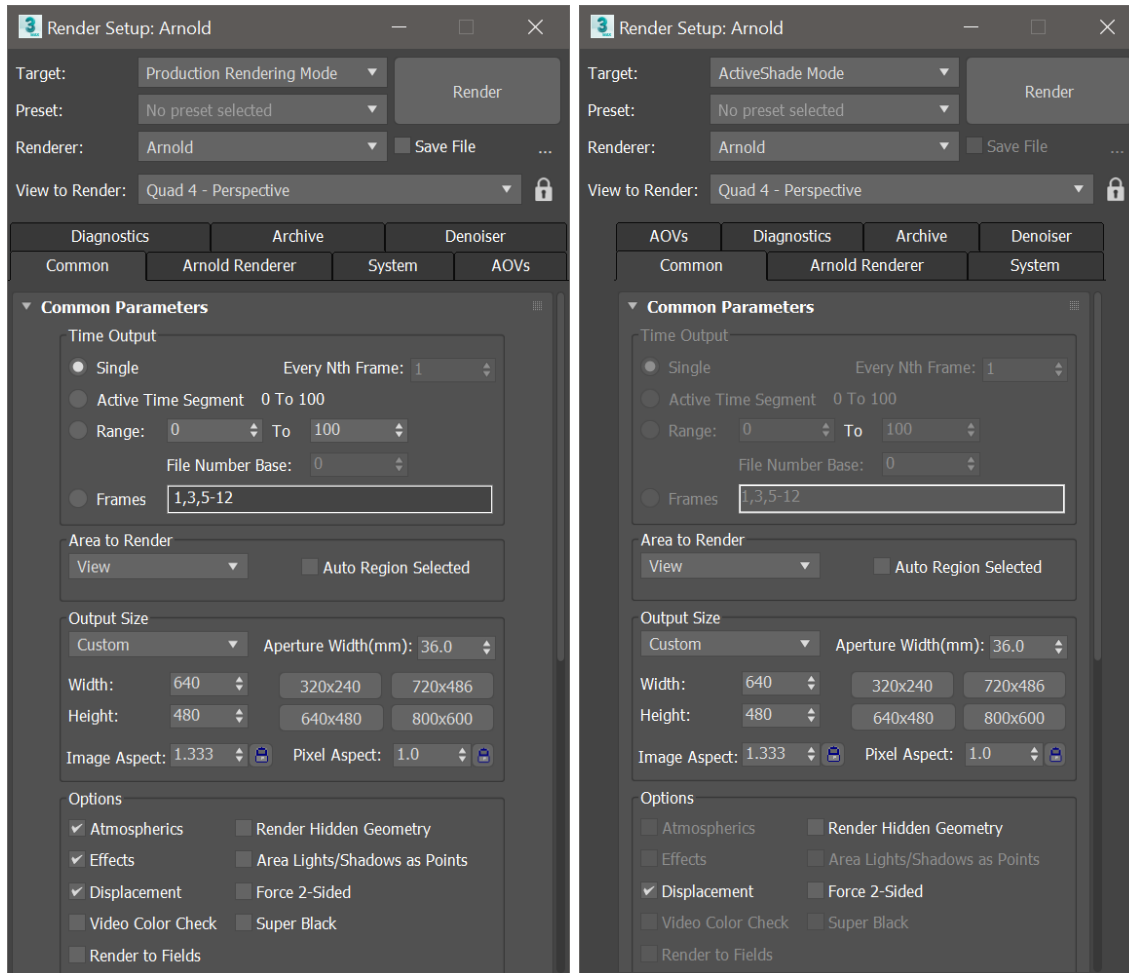 Render Setup: Arnold
Target: Production Rendering Mode
Render
Preset: No preset selected
Renderer: Arnold
Save File ...
View to Render: Quad 4 - Perspective
Diagnostics Archive Denoiser
Common Arnold Renderer System AOVs
Common Parameters
Time Output
Single Every Nth Frame: 1
Active Time Segment 0 To 100
Range: 0 To 100
File Number Base: 0
Frames 1,3,5-12
Area to Render
View Auto Region Selected
Output Size
Custom Aperture Width(mm): 36.0
Width: 640 320x240 720x486
Height: 480 640x480 800x600
Image Aspect: 1.333 Pixel Aspect: 1.0
Options
Atmospherics Render Hidden Geometry
Effects Area Lights/Shadows as Points
Displacement Force 2-Sided
Video Color Check Super Black
Render to Fields
Render Setup: Arnold
Target: ActiveShade Mode
Render
Preset: No preset selected
Renderer: Arnold
Save File ...
View to Render: Quad 4 - Perspective
AOVs Diagnostics Archive Denoiser
Common Arnold Renderer System
Common Parameters
Time Output
Single Every Nth Frame: 1
Active Time Segment 0 To 100
Range: 0 To 100
File Number Base: 0
Frames 1,3,5-12
Area to Render
View Auto Region Selected
Output Size
Custom Aperture Width(mm): 36.0
Width: 640 320x240 720x486
Height: 480 640x480 800x600
Image Aspect: 1.333 Pixel Aspect: 1.0
Options
Atmospherics Render Hidden Geometry
Effects Area Lights/Shadows as Points
Displacement Force 2-Sided
Video Color Check Super Black
Render to Fields